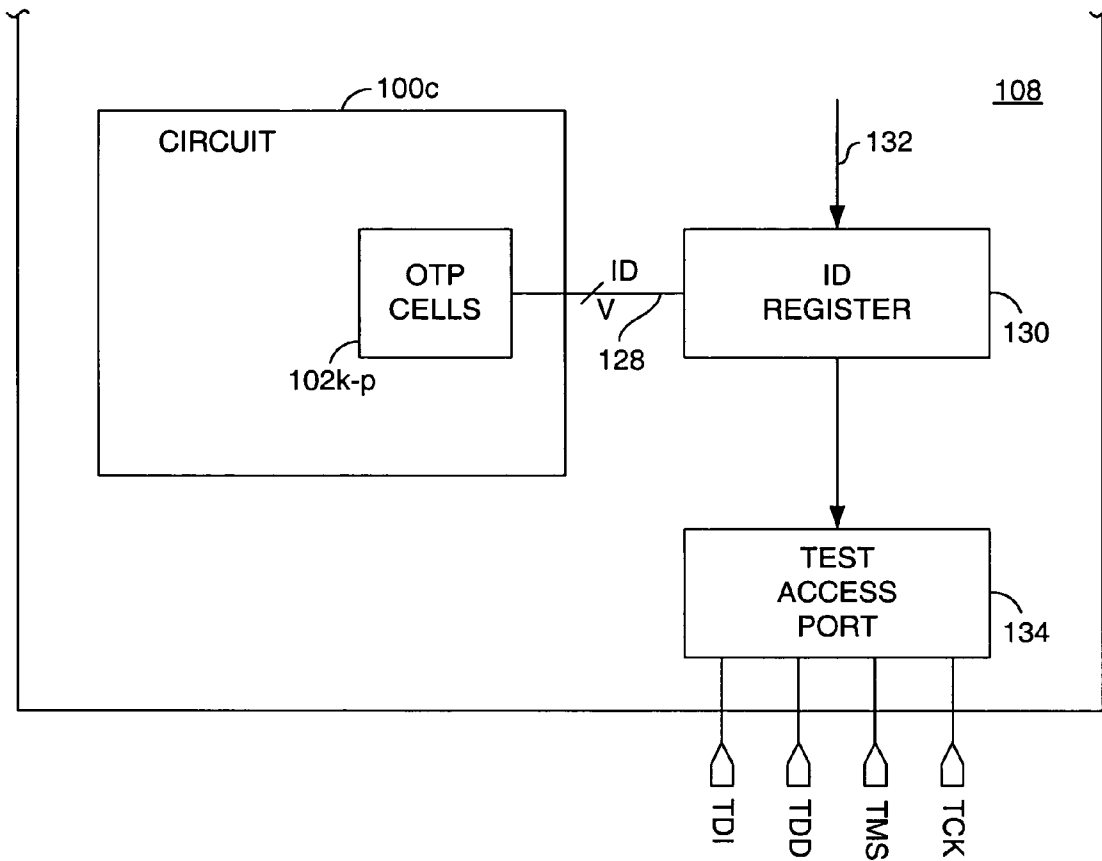 100c
108
CIRCUIT
132
OTP
CELLS
ID
V
ID
REGISTER
128
130
102k-p
TEST
ACCESS
PORT
134
TDI
TDD
TMS
TCK